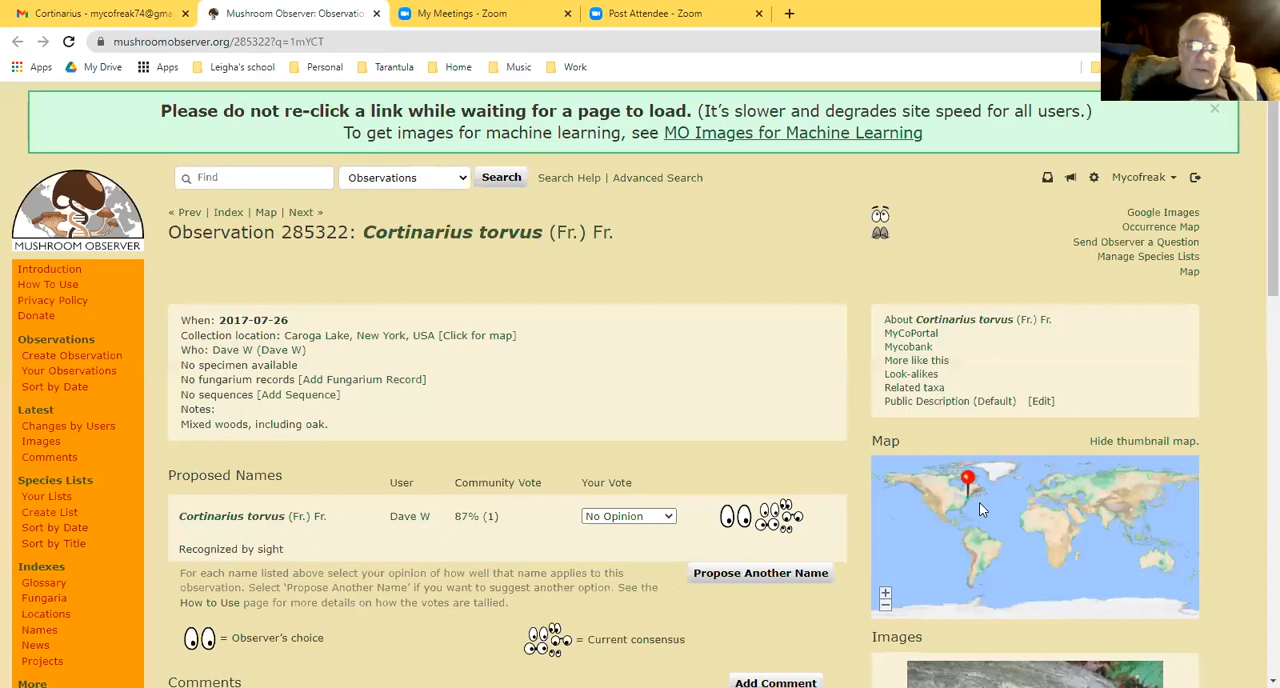 Cortinarius - mycofreak74@gma
Mushroom Observer: Observatio
My Meetings - Zoom
Post Attendee - Zoom
mushroomobserver.org/285322?q=1mYCT
Apps My Drive Apps Leigha's school Personal Tarantula Home Music Work
Please do not re-click a link while waiting for a page to load. (It's slower and degrades site speed for all users.)
To get images for machine learning, see MO Images for Machine Learning
MUSHROOM OBSERVER
Find Observations Search Search Help | Advanced Search Mycofreak
« Prev | Index | Map | Next »
Observation 285322: Cortinarius torvus (Fr.) Fr.
Google Images
Occurrence Map
Send Observer a Question
Manage Species Lists
Map
Introduction
How To Use
Privacy Policy
Donate
Observations
Create Observation
Your Observations
Sort by Date
Latest
Changes by Users
Images
Comments
Species Lists
Your Lists
Create List
Sort by Date
Sort by Title
Indexes
Glossary
Fungaria
Locations
Names
News
Projects
More
When: 2017-07-26
Collection location: Caroga Lake, New York, USA [Click for map]
Who: Dave W (Dave W)
No specimen available
No fungarium records [Add Fungarium Record]
No sequences [Add Sequence]
Notes:
Mixed woods, including oak.
Proposed Names User Community Vote Your Vote
Cortinarius torvus (Fr.) Fr. Dave W 87% (1) No Opinion
Recognized by sight
For each name listed above select your opinion of how well that name applies to this
observation. Select 'Propose Another Name' if you want to suggest another option. See the
How to Use page for more details on how the votes are tallied.
Propose Another Name
= Observer's choice
= Current consensus
Comments
Add Comment
About Cortinarius torvus (Fr.) Fr.
MyCoPortal
Mycobank
More like this
Look-alikes
Related taxa
Public Description (Default) [Edit]
Map Hide thumbnail map.
Images